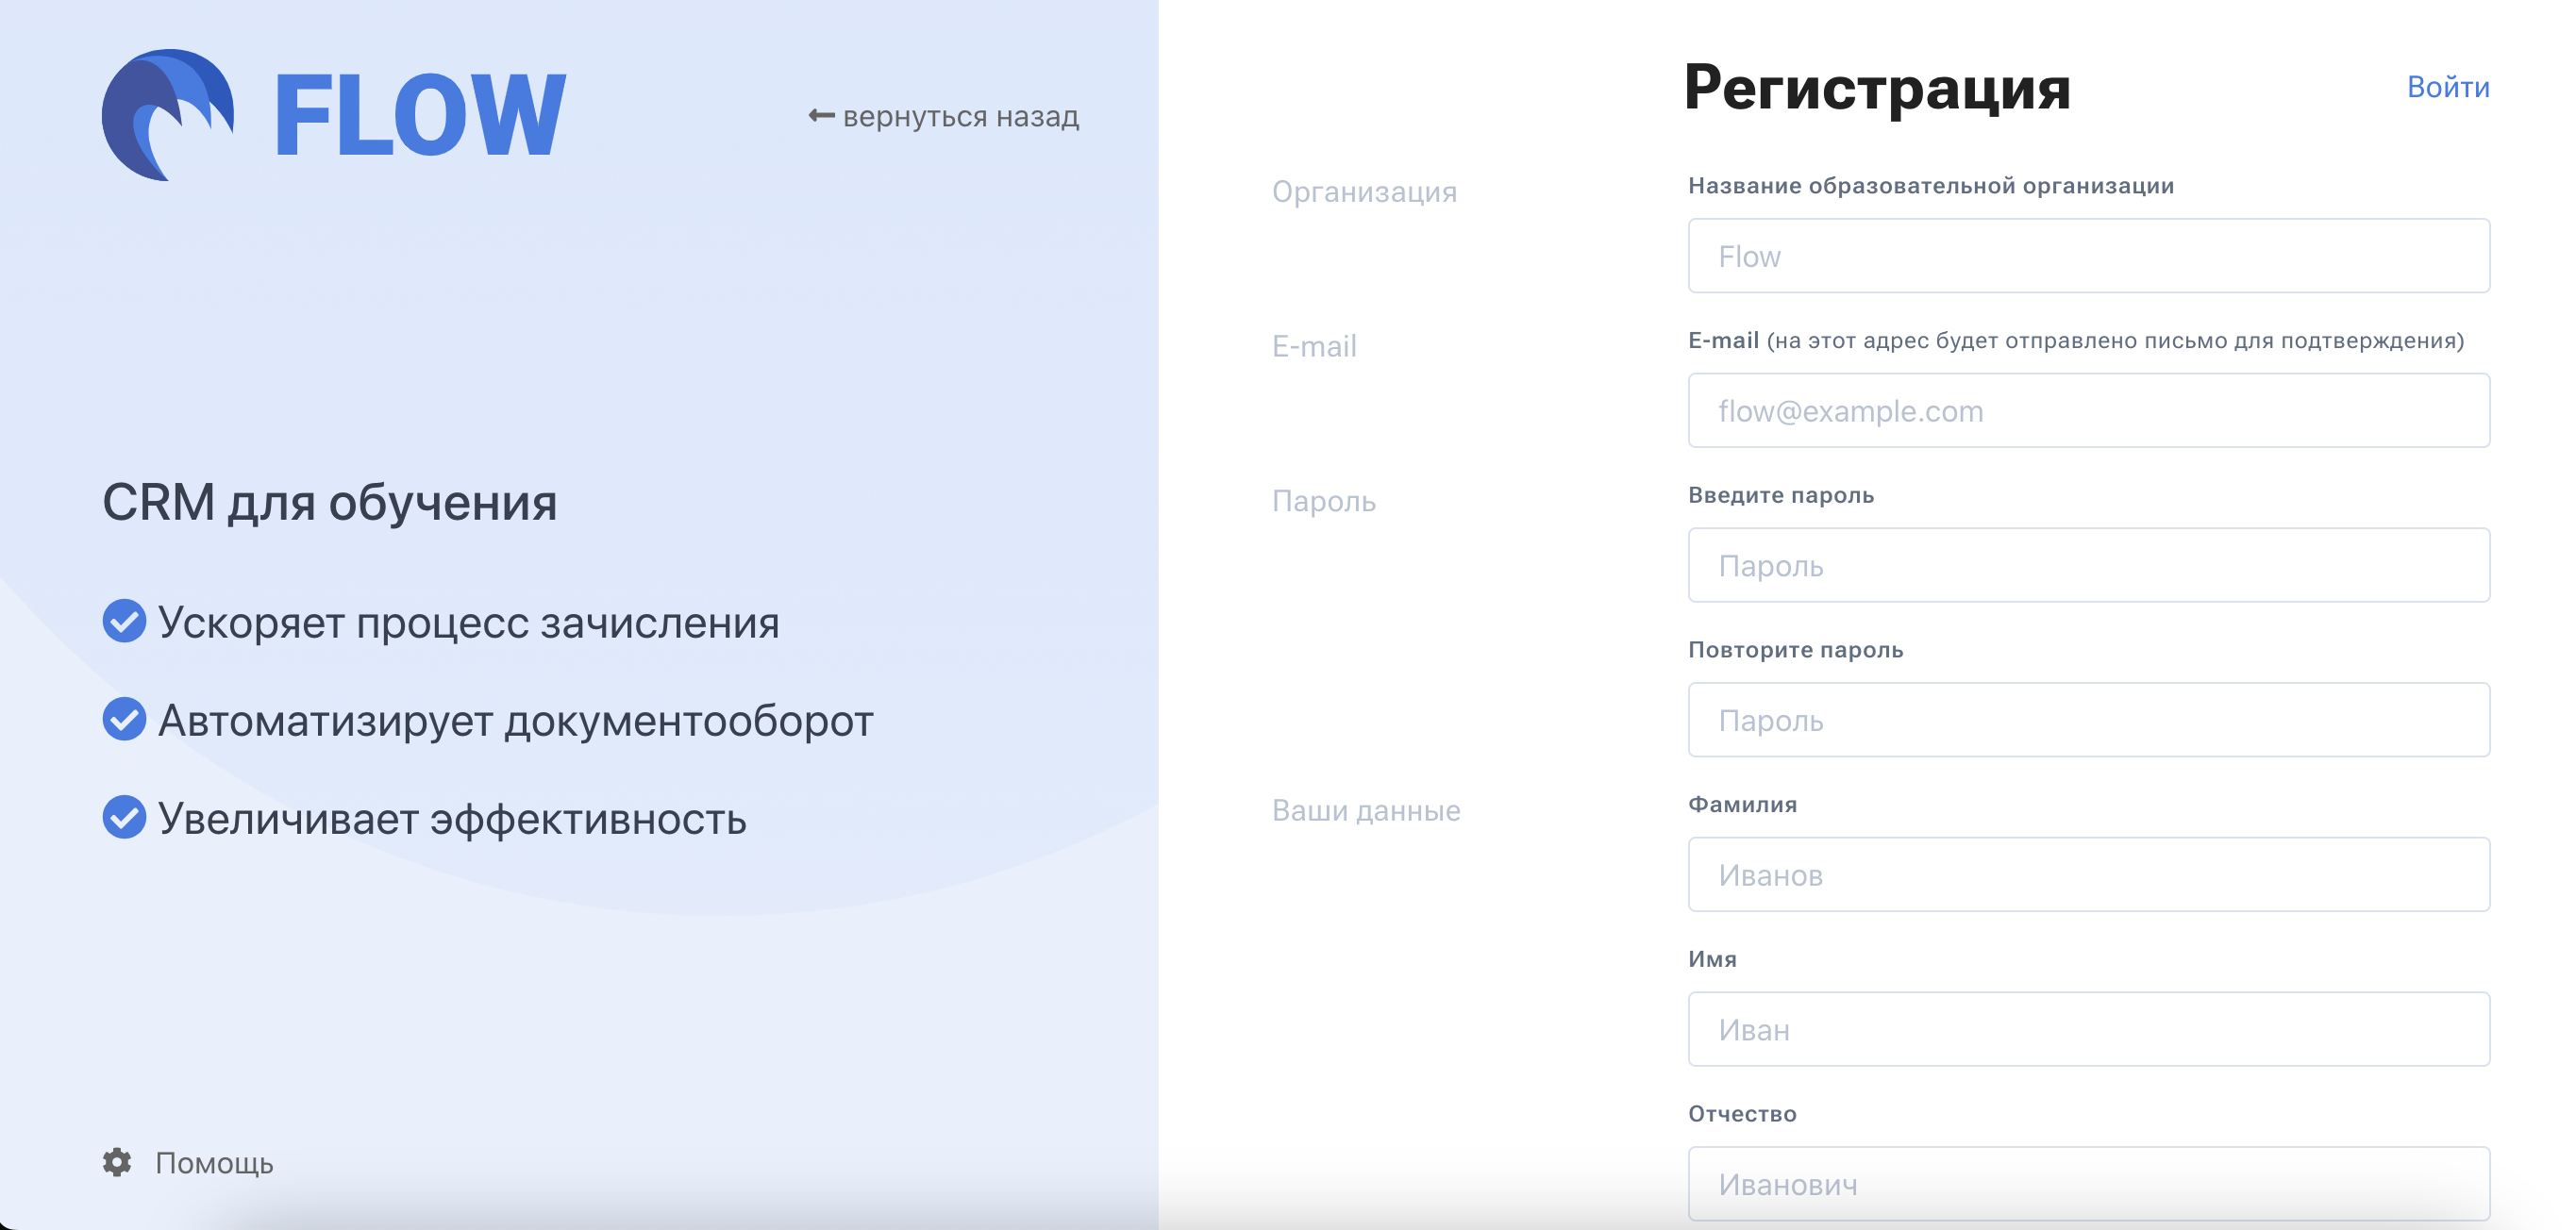 FLOW
← вернуться назад
CRM для обучения
Ускоряет процесс зачисления
Автоматизирует документооборот
Увеличивает эффективность
Помощь
Регистрация
Войти
Организация
Название образовательной организации
Flow
E-mail
E-mail (на этот адрес будет отправлено письмо для подтверждения)
flow@example.com
Пароль
Введите пароль
Пароль
Повторите пароль
Пароль
Ваши данные
Фамилия
Иванов
Имя
Иван
Отчество
Иванович